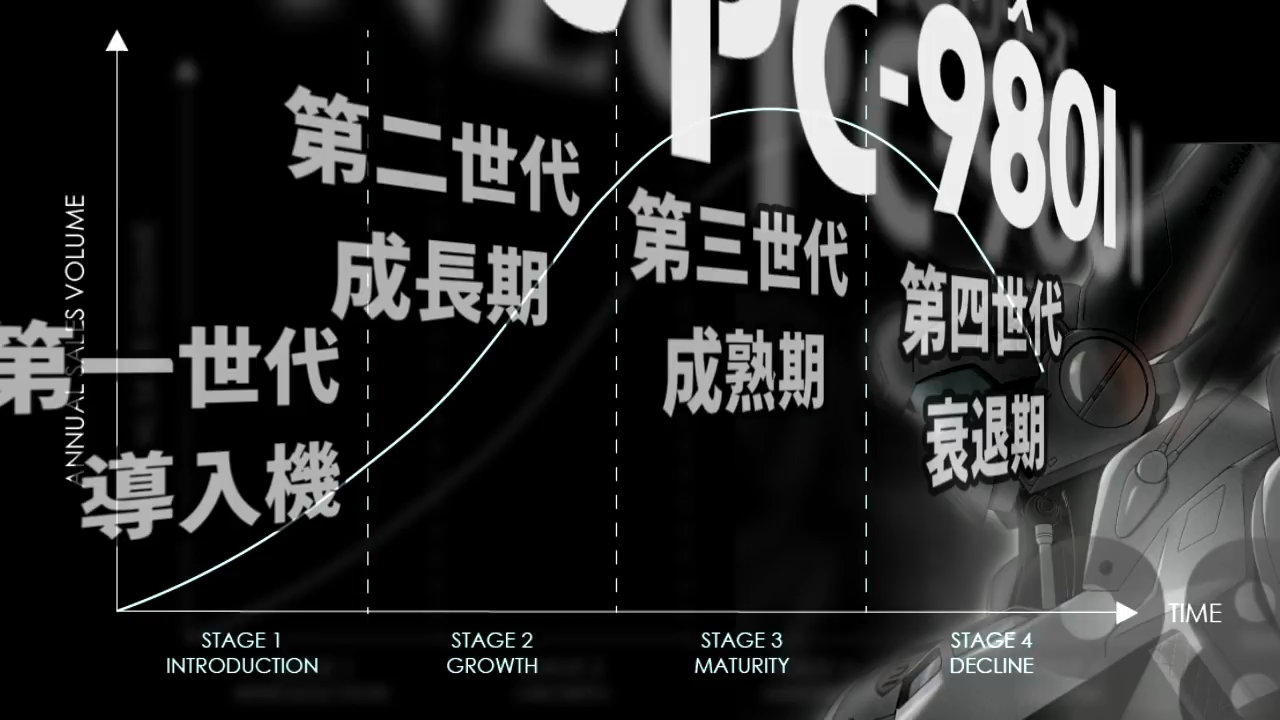 PC-9801
第二世代
成長期
第三世代
成熟期
第一世代
導入機
第四世代
衰退期
ANNUAL SALES VOLUME
TIME
STAGE 1
INTRODUCTION
STAGE 2
GROWTH
STAGE 3
MATURITY
STAGE 4
DECLINE